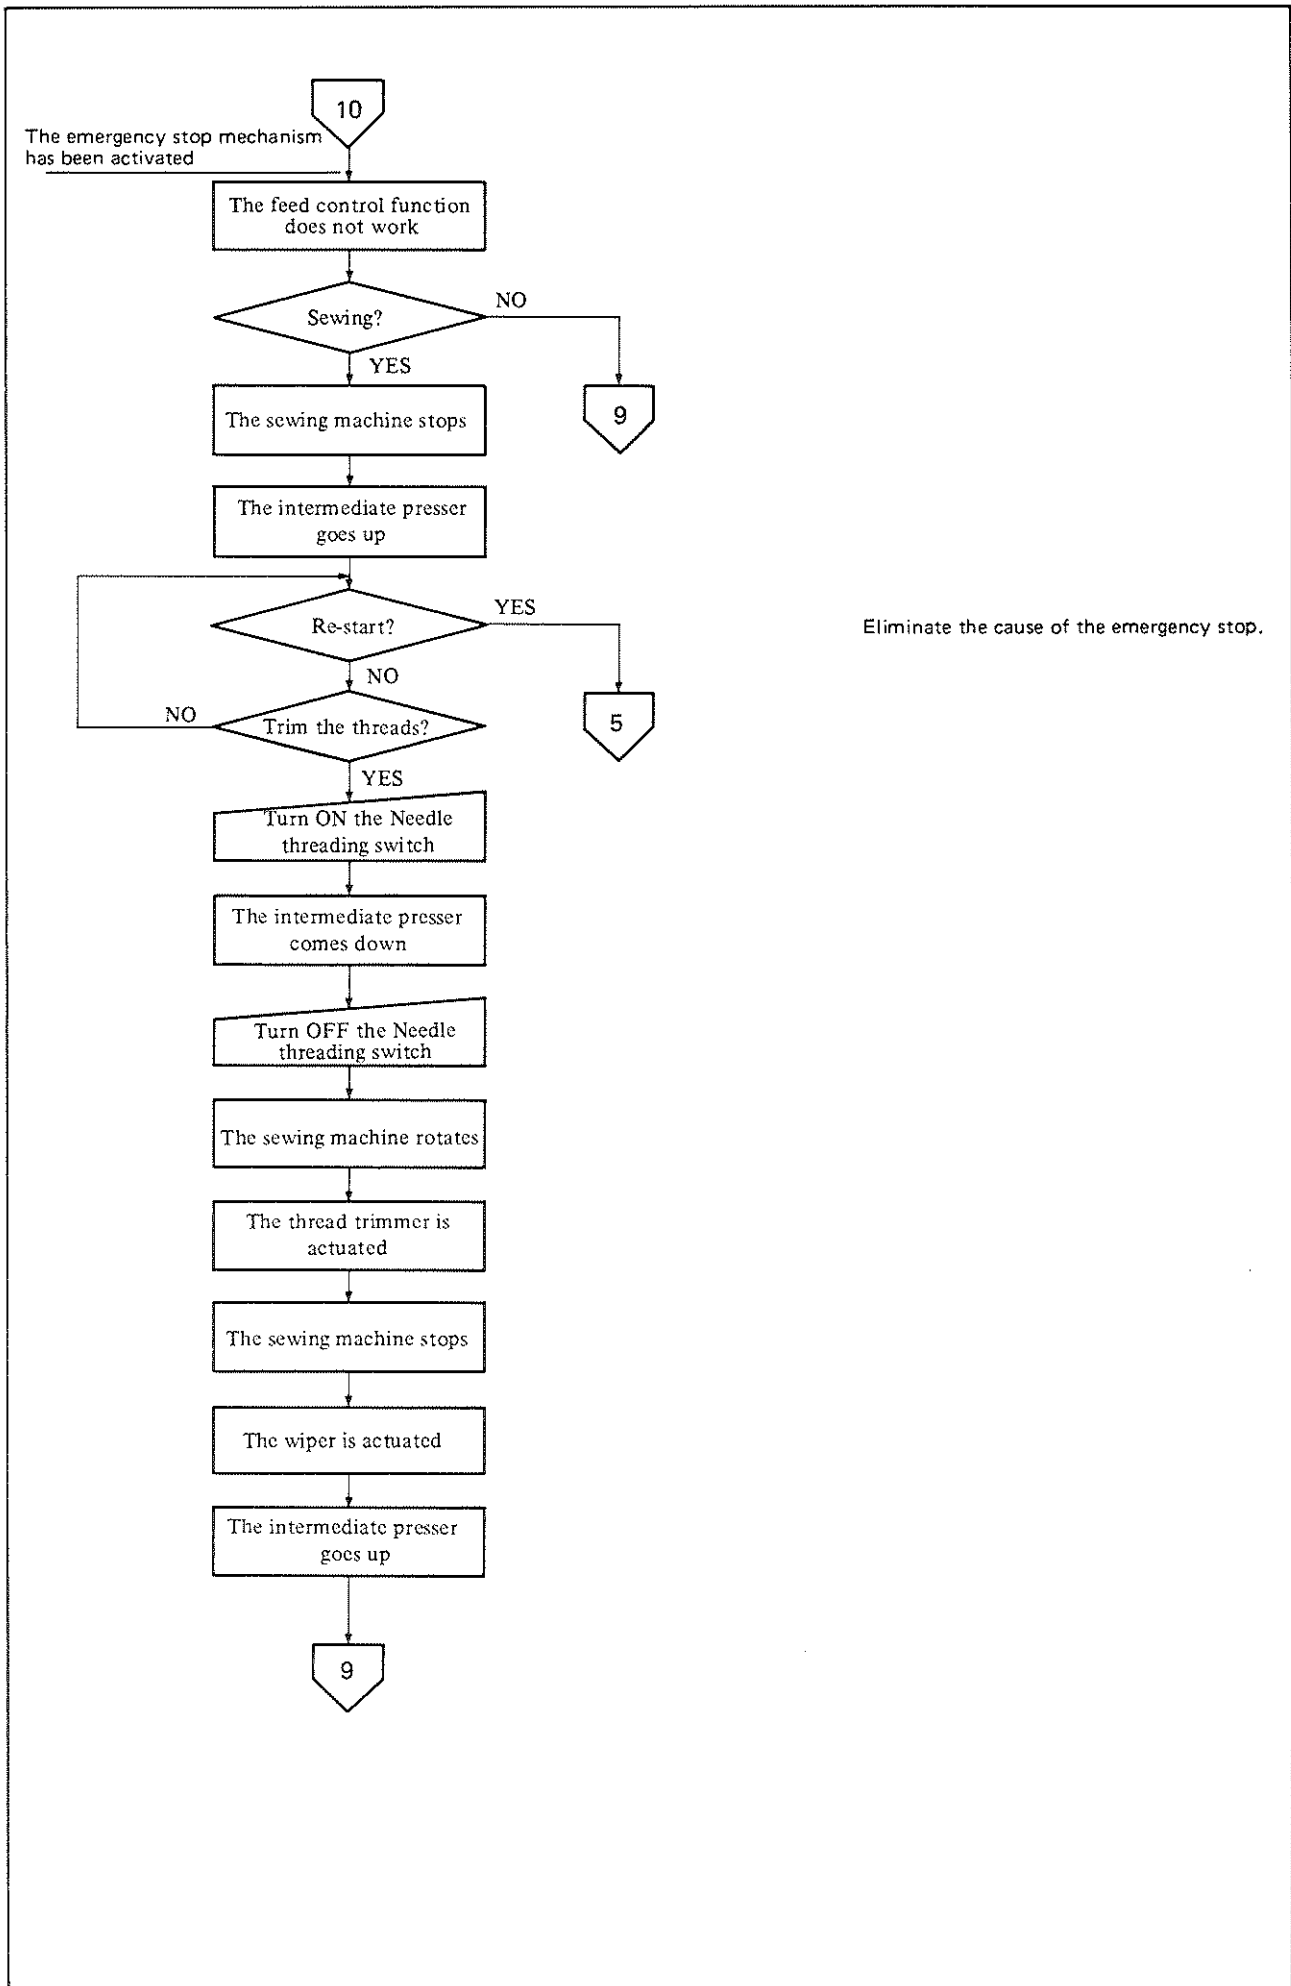 10
The emergency stop mechanism
has been activated
The feed control function
does not work
Sewing?
NO
YES
The sewing machine stops
9
The intermediate presser
goes up
Re-start?
YES
Eliminate the cause of the emergency stop.
NO
NO
Trim the threads?
5
YES
Turn ON the Needle
threading switch
The intermediate presser
comes down
Turn OFF the Needle
threading switch
The sewing machine rotates
The thread trimmer is
actuated
The sewing machine stops
The wiper is actuated
The intermediate presser
goes up
9